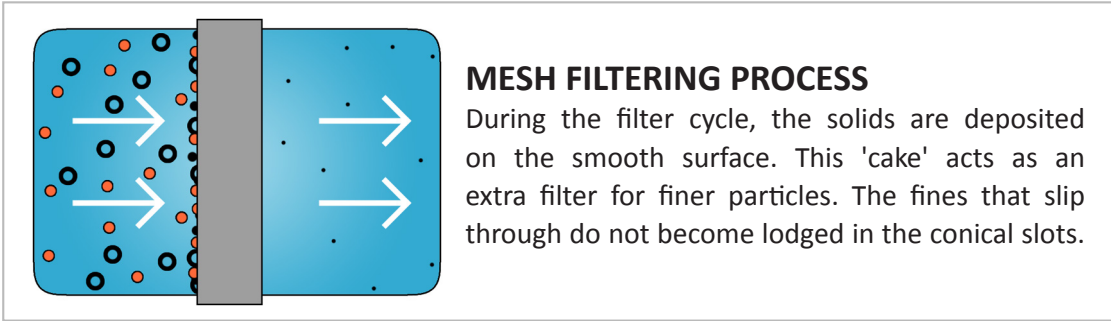 MESH FILTERING PROCESS
During the filter cycle, the solids are deposited
on the smooth surface. This 'cake' acts as an
extra filter for finer particles. The fines that slip
through do not become lodged in the conical slots.